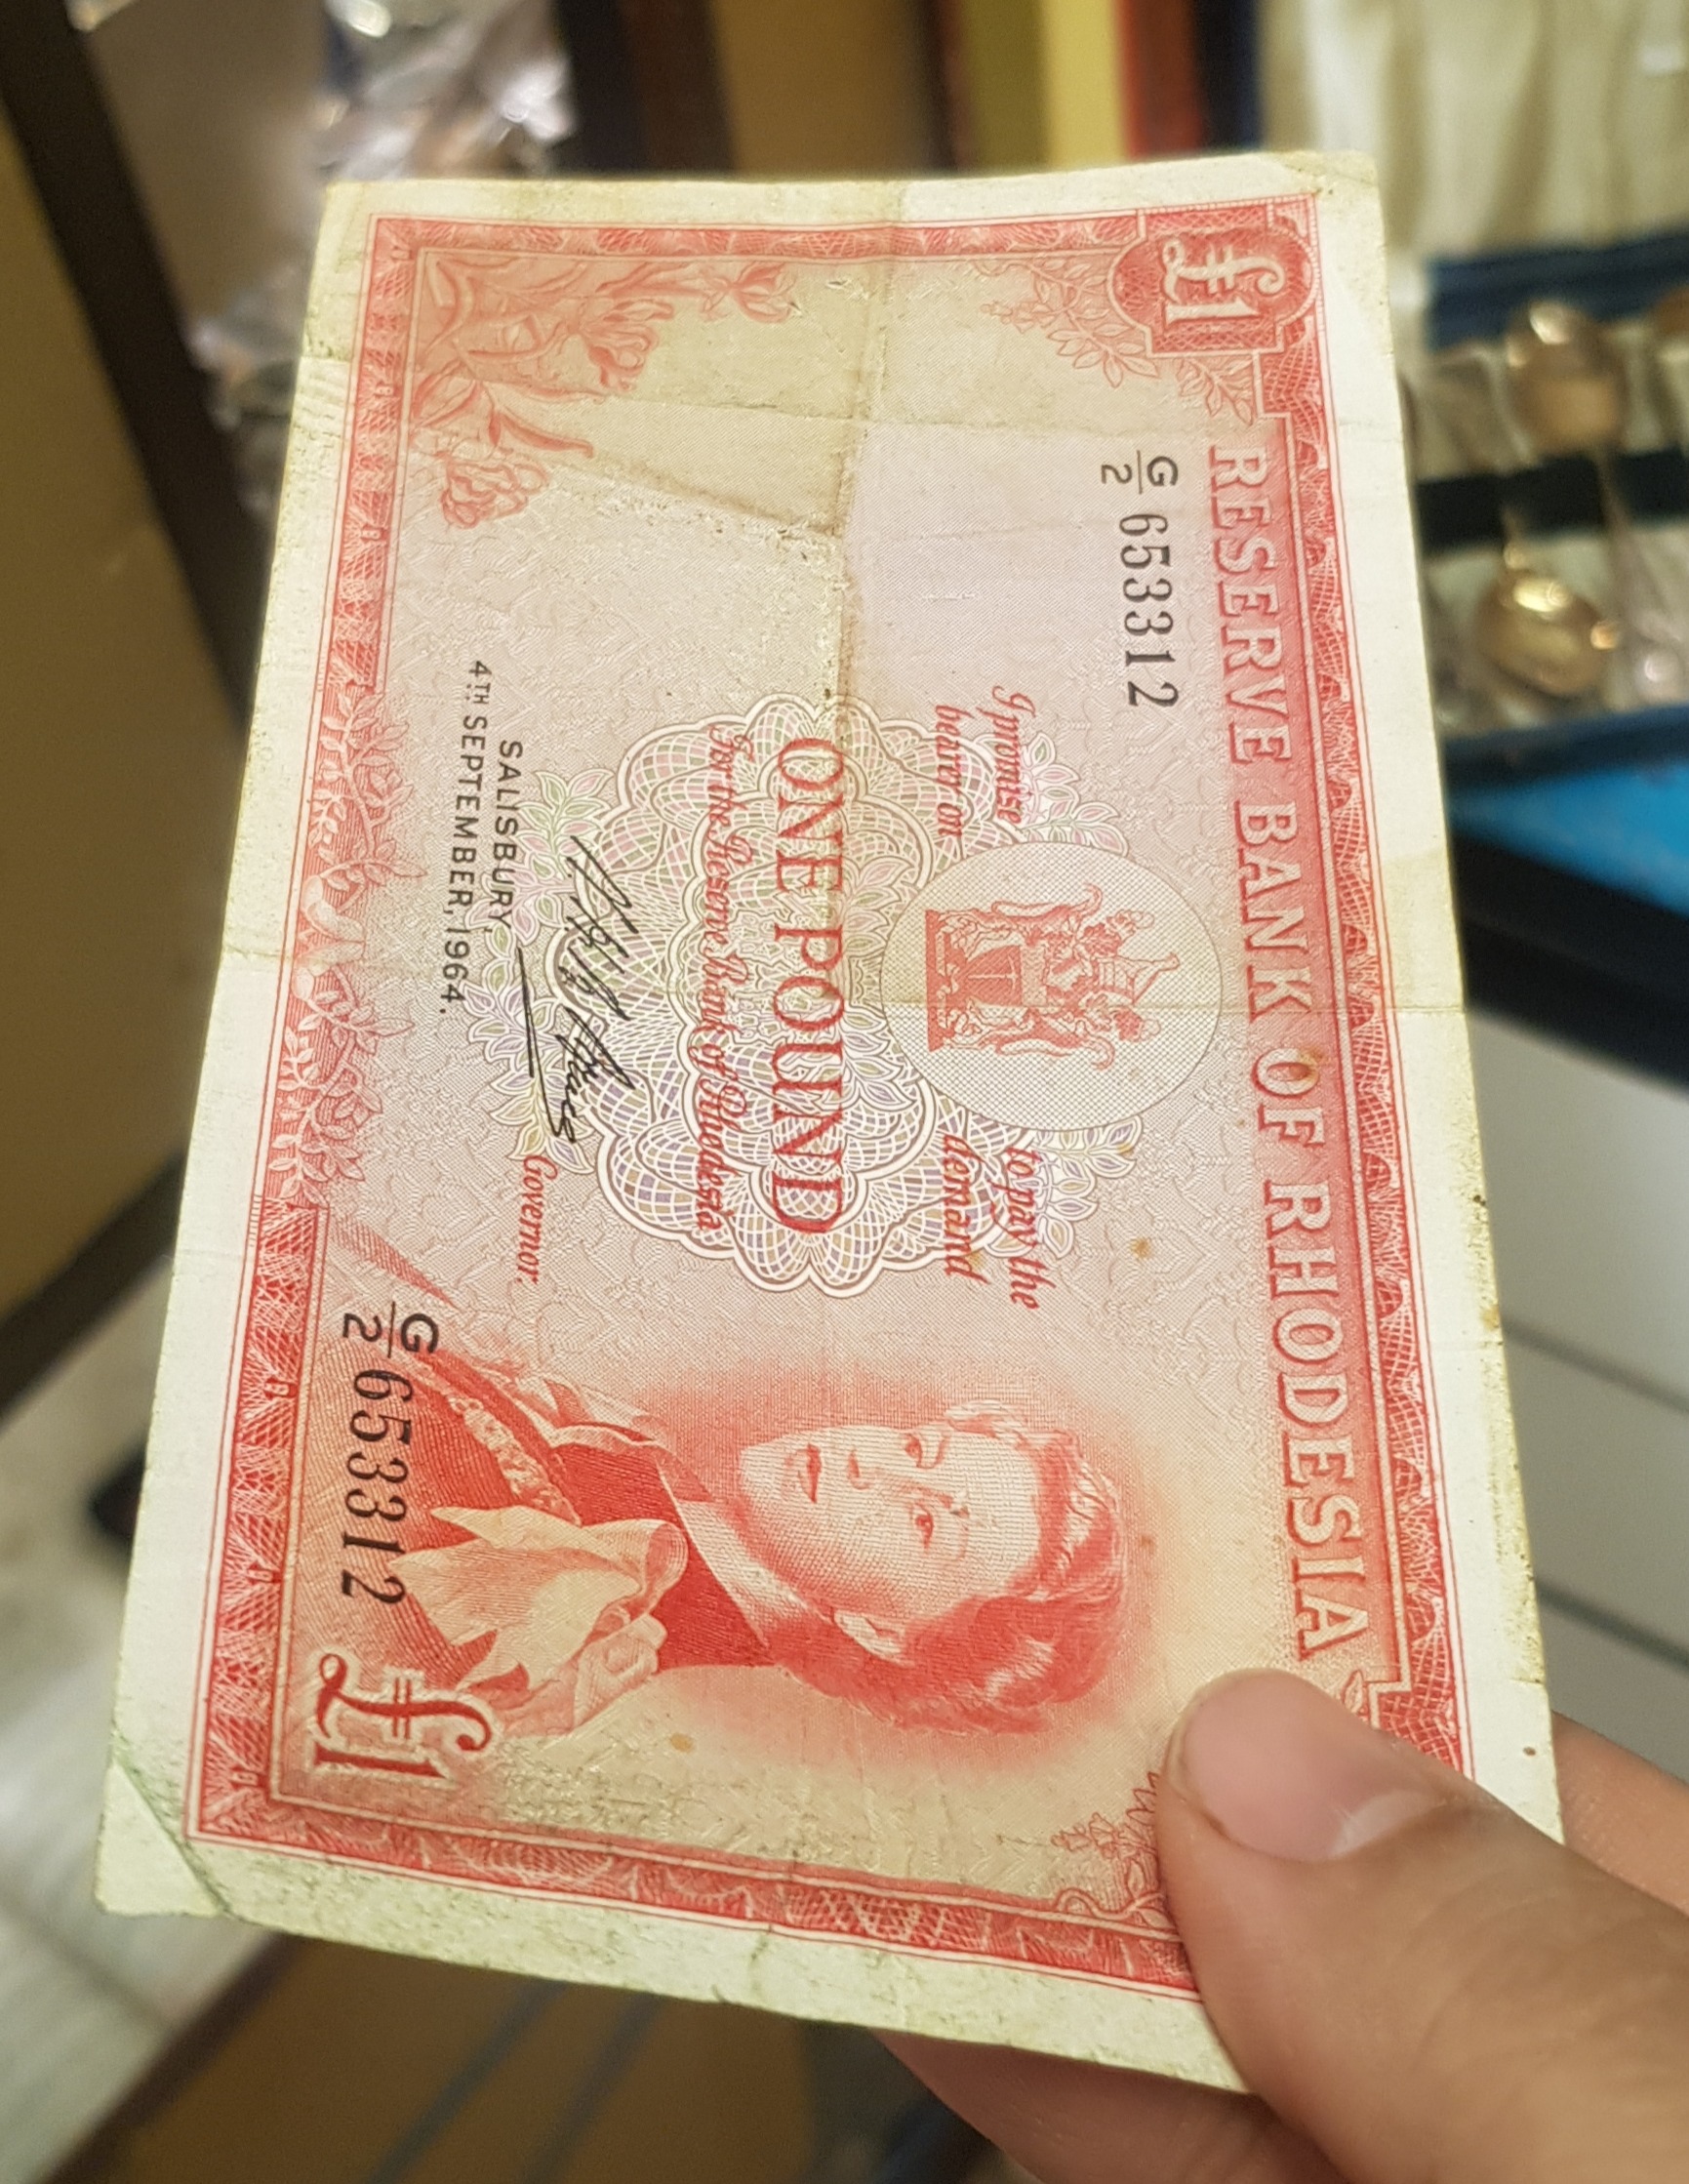 £1
RESERVE BANK OF RHODESIA
G/2 653312
I promise to pay the
bearer on demand
ONE POUND
For the Reserve Bank of Rhodesia
Governor.
SALISBURY,
4TH SEPTEMBER, 1964.
G/2 653312
£1